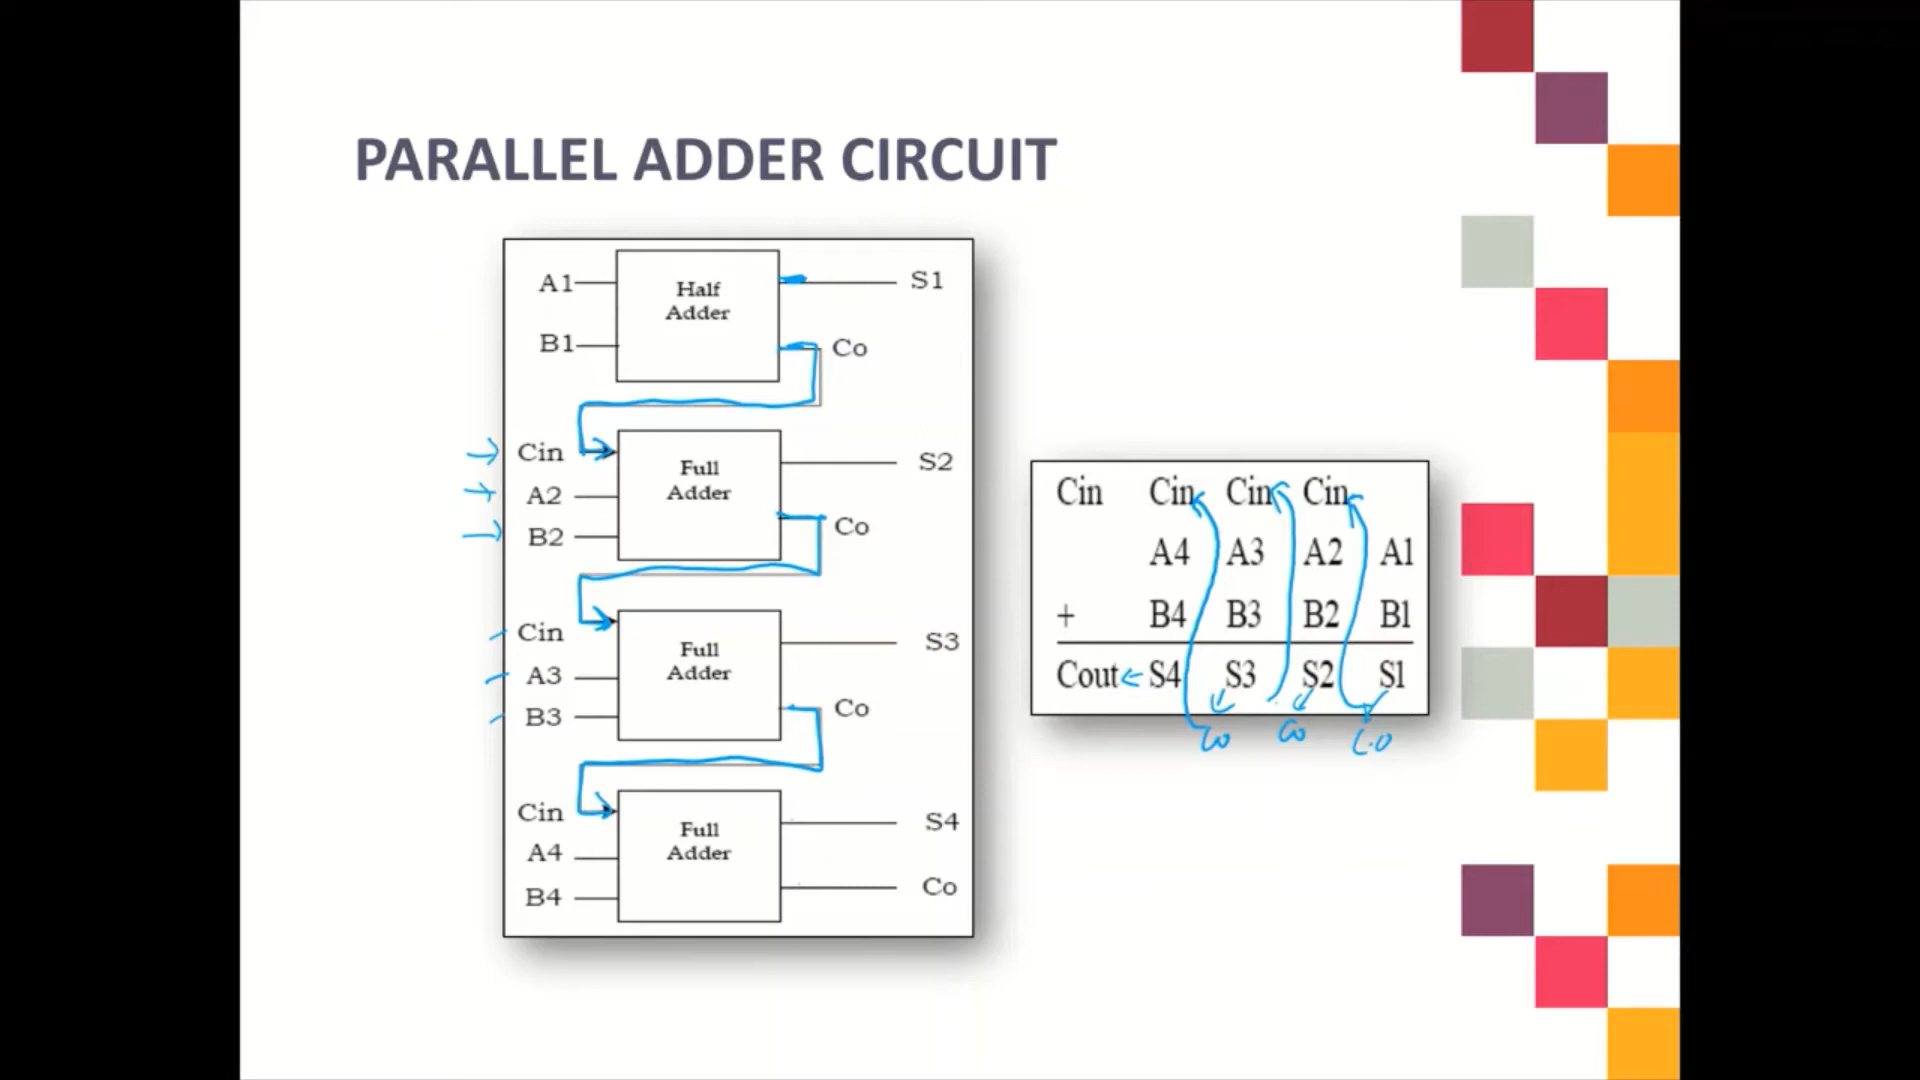 PARALLEL ADDER CIRCUIT
A1
Half
Adder
S1
B1
Co
Cin
Full
Adder
S2
A2
B2
Co
Cin
Full
Adder
S3
A3
B3
Co
Cin
Full
Adder
S4
A4
B4
Co
Cin Cin Cin Cin
A4 A3 A2 A1
+ B4 B3 B2 B1
Cout S4 S3 S2 S1
Co Co C.O